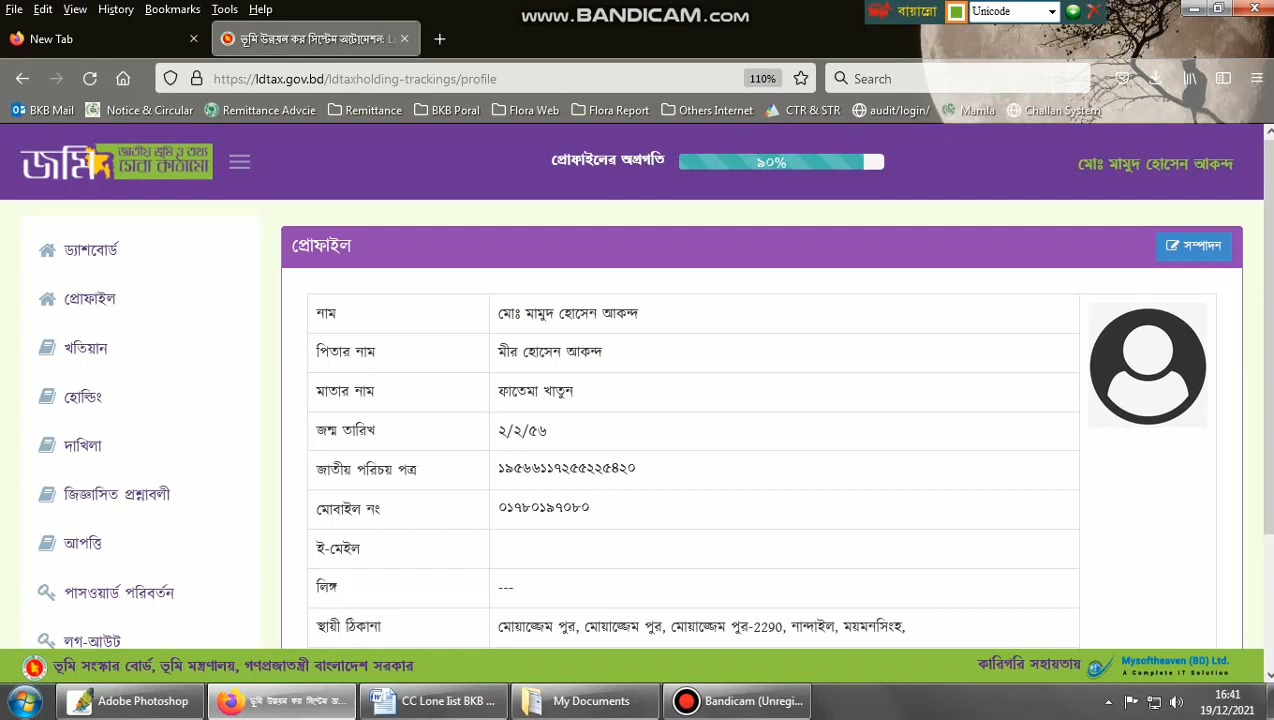 File Edit View History Bookmarks Tools Help
www.BANDICAM.com
বায়ান্নো Unicode
New Tab
ভূমি উন্নয়ন কর সিস্টেম অটোমেশন: L
https://ldtax.gov.bd/ldtaxholding-trackings/profile 110% Search
BKB Mail Notice & Circular Remittance Advcie Remittance BKB Poral Flora Web Flora Report Others Internet CTR & STR audit/login/ Mamla Challan System
জমি জাতীয় ভূমি ও তথ্য
সেবা কাঠামো
প্রোফাইলের অগ্রগতি ৯০% মোঃ মামুদ হোসেন আকন্দ
ড্যাশবোর্ড
প্রোফাইল
খতিয়ান
হোল্ডিং
দাখিলা
জিজ্ঞাসিত প্রশ্নাবলী
আপত্তি
পাসওয়ার্ড পরিবর্তন
লগ-আউট
প্রোফাইল সম্পাদন
নাম মোঃ মামুদ হোসেন আকন্দ
পিতার নাম মীর হোসেন আকন্দ
মাতার নাম ফাতেমা খাতুন
জন্ম তারিখ ২/২/৫৬
জাতীয় পরিচয় পত্র ১৯৫৬৬১১৭২৫৫২২৫৪২০
মোবাইল নং ০১৭৮০১৯৭০৮০
ই-মেইল
লিঙ্গ ---
স্থায়ী ঠিকানা মোয়াজ্জেম পুর, মোয়াজ্জেম পুর, মোয়াজ্জেম পুর-2290, নান্দাইল, ময়মনসিংহ,
ভূমি সংস্কার বোর্ড, ভূমি মন্ত্রণালয়, গণপ্রজাতন্ত্রী বাংলাদেশ সরকার
কারিগরি সহায়তায় Mysoftheaven (BD) Ltd.
A Complete IT Solution
Adobe Photoshop ভূমি উন্নয়ন কর সিস্টেম অ... CC Lone list BKB ... My Documents Bandicam (Unregi...
16:41
19/12/2021